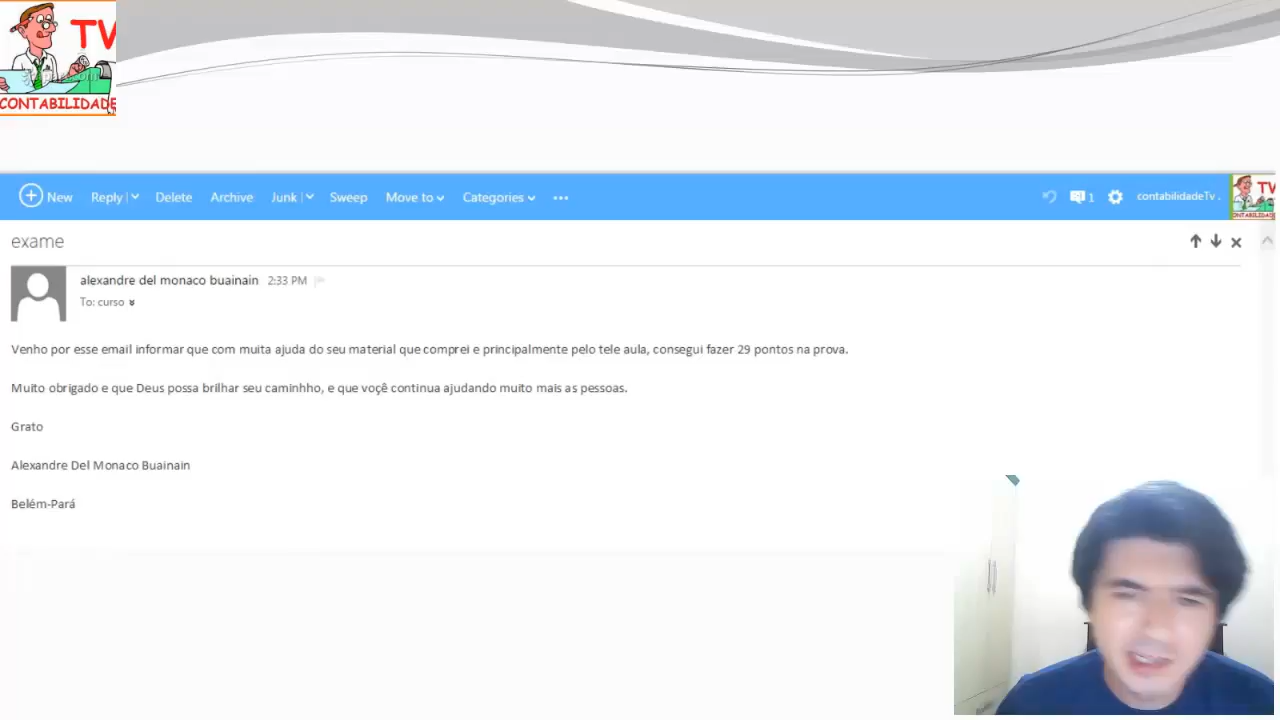 TV
CONTABILIDADE
New Reply Delete Archive Junk Sweep Move to Categories ••• 1 contabilidadeTv .
TV
CONTABILIDADE
exame
alexandre del monaco buainain 2:33 PM
To: curso
Venho por esse email informar que com muita ajuda do seu material que comprei e principalmente pelo tele aula, consegui fazer 29 pontos na prova.
Muito obrigado e que Deus possa brilhar seu caminhho, e que voçê continua ajudando muito mais as pessoas.
Grato
Alexandre Del Monaco Buainain
Belém-Pará